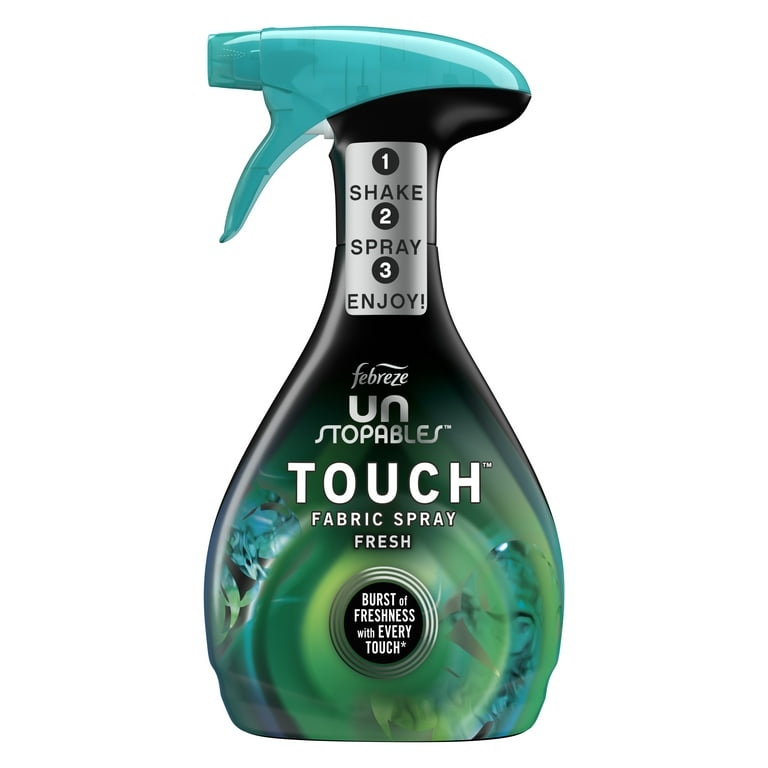 1
SHAKE
2
SPRAY
3
ENJOY!
febreze
UN
STOPABLES™
TOUCH™
FABRIC SPRAY
FRESH
BURST of
FRESHNESS
with EVERY
TOUCH*